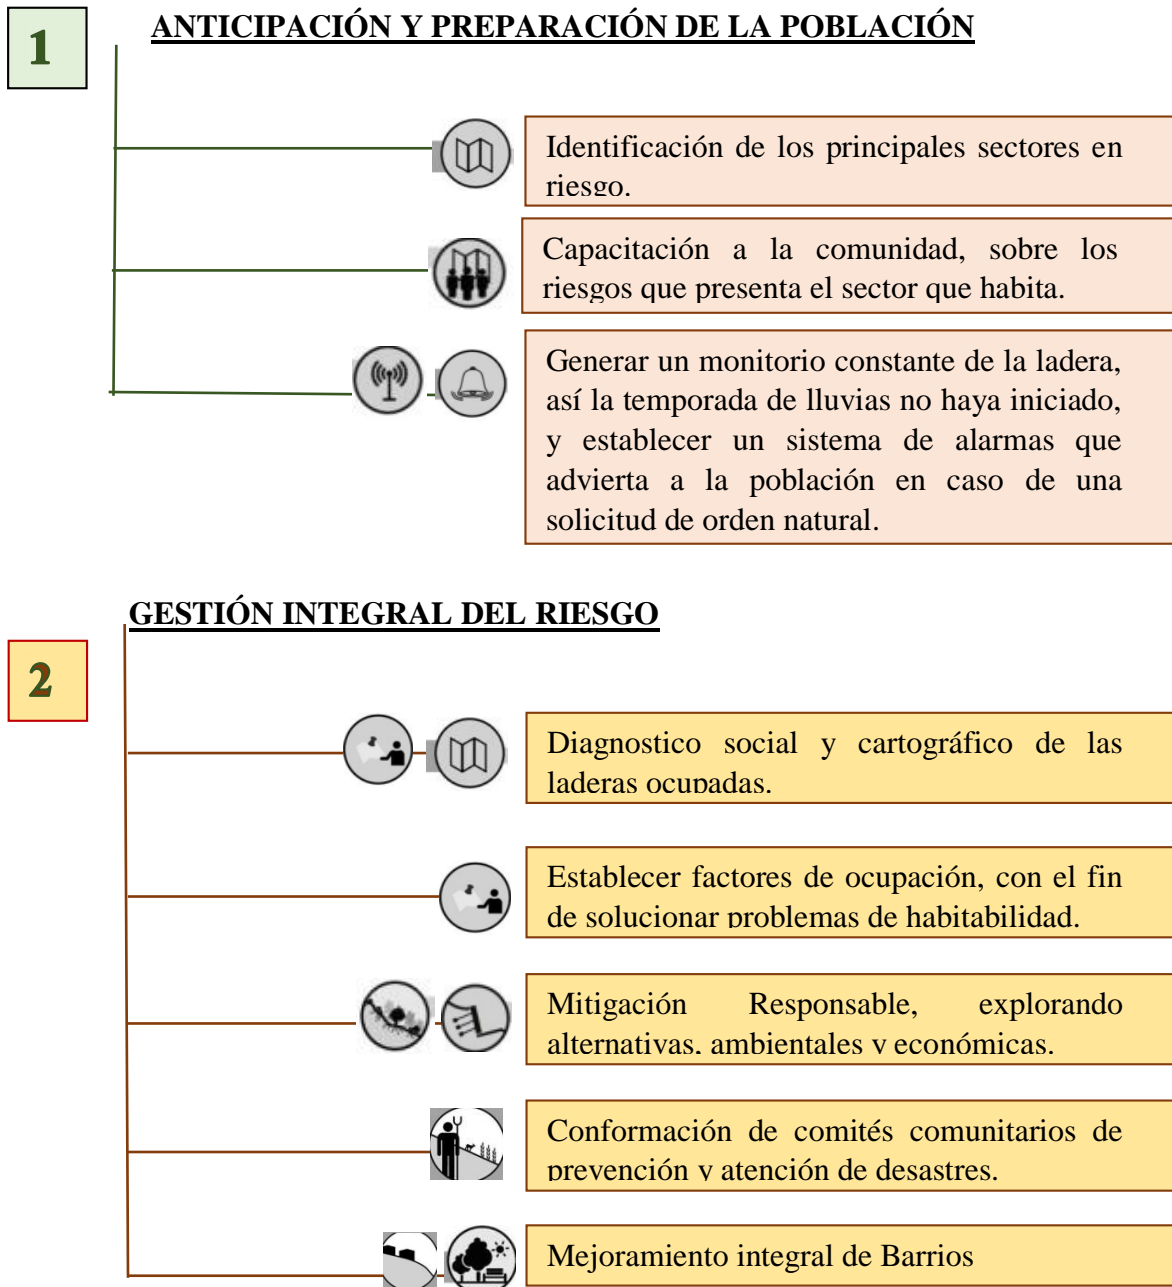 1
ANTICIPACIÓN Y PREPARACIÓN DE LA POBLACIÓN
Identificación de los principales sectores en
riesgo.
Capacitación a la comunidad, sobre los
riesgos que presenta el sector que habita.
Generar un monitorio constante de la ladera,
así la temporada de lluvias no haya iniciado,
y establecer un sistema de alarmas que
advierta a la población en caso de una
solicitud de orden natural.
GESTIÓN INTEGRAL DEL RIESGO
2
Diagnostico social y cartográfico de las
laderas ocupadas.
Establecer factores de ocupación, con el fin
de solucionar problemas de habitabilidad.
Mitigación Responsable, explorando
alternativas, ambientales y económicas.
Conformación de comités comunitarios de
prevención y atención de desastres.
Mejoramiento integral de Barrios